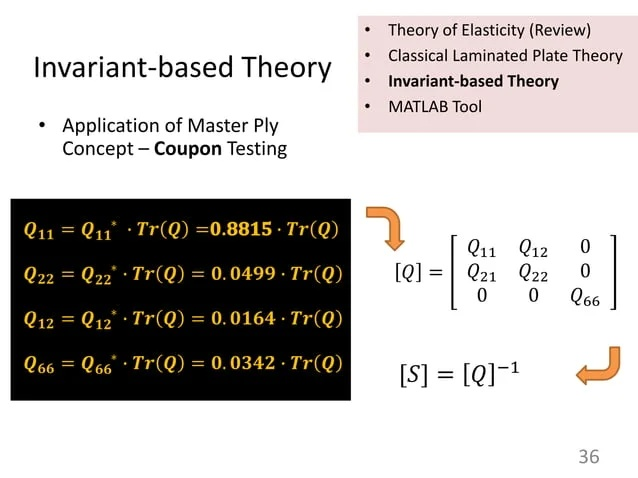 Invariant-based Theory
• Theory of Elasticity (Review)
• Classical Laminated Plate Theory
• Invariant-based Theory
• MATLAB Tool
• Application of Master Ply
Concept – Coupon Testing
Q₁₁ = Q₁₁* · Tr(Q) =0.8815 · Tr(Q)
Q₂₂ = Q₂₂* · Tr(Q) = 0.0499 · Tr(Q)
Q₁₂ = Q₁₂* · Tr(Q) = 0.0164 · Tr(Q)
Q₆₆ = Q₆₆* · Tr(Q) = 0.0342 · Tr(Q)
Q₁₁ Q₁₂ 0
[Q] = Q₂₁ Q₂₂ 0
0 0 Q₆₆
[S] = [Q]⁻¹
36